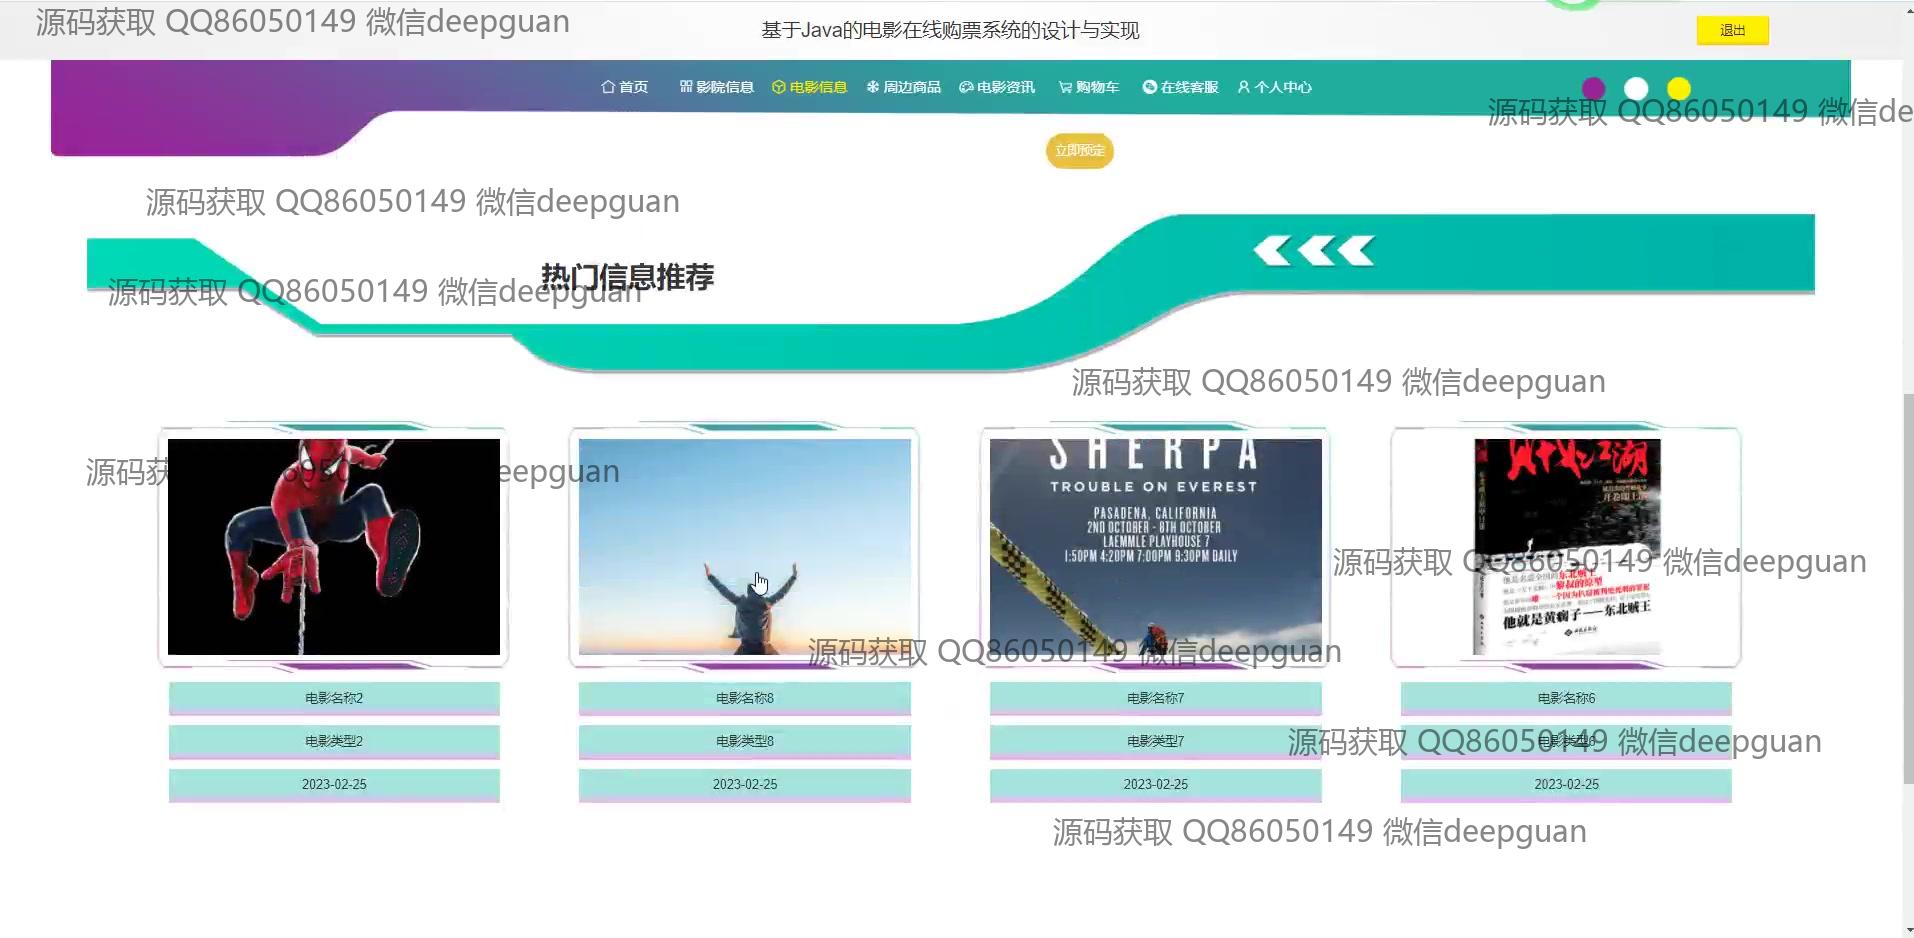 源码获取 QQ86050149 微信deepguan
基于Java的电影在线购票系统的设计与实现
退出
首页
影院信息
电影信息
周边商品
电影资讯
购物车
在线客服
个人中心
源码获取 QQ86050149 微信de
立即预定
源码获取 QQ86050149 微信deepguan
热门信息推荐
源码获取 QQ86050149 微信deepguan
源码获取 QQ86050149 微信deepguan
源码获取 QQ86050149 微信deepguan
SHERPA
TROUBLE ON EVEREST
PASADENA, CALIFORNIA
2ND OCTOBER - 8TH OCTOBER
LAEMMLE PLAYHOUSE 7
1:50PM 4:20PM 7:00PM 9:30PM DAILY
源码获取 QQ86050149 微信deepguan
他就是黄瘸子——东北贼王
源码获取 QQ86050149 微信deepguan
电影名称2
电影名称8
电影名称7
电影名称6
电影类型2
电影类型8
电影类型7
电影类型6
源码获取 QQ86050149 微信deepguan
2023-02-25
2023-02-25
2023-02-25
2023-02-25
源码获取 QQ86050149 微信deepguan